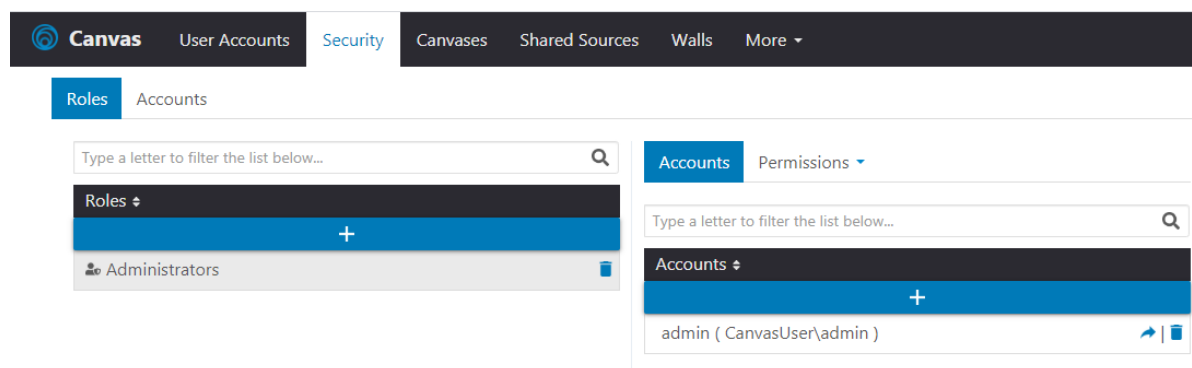 Canvas User Accounts Security Canvases Shared Sources Walls More
Roles Accounts
Type a letter to filter the list below...
Roles
+
Administrators
Accounts Permissions
Type a letter to filter the list below...
Accounts
+
admin ( CanvasUser\admin ) |